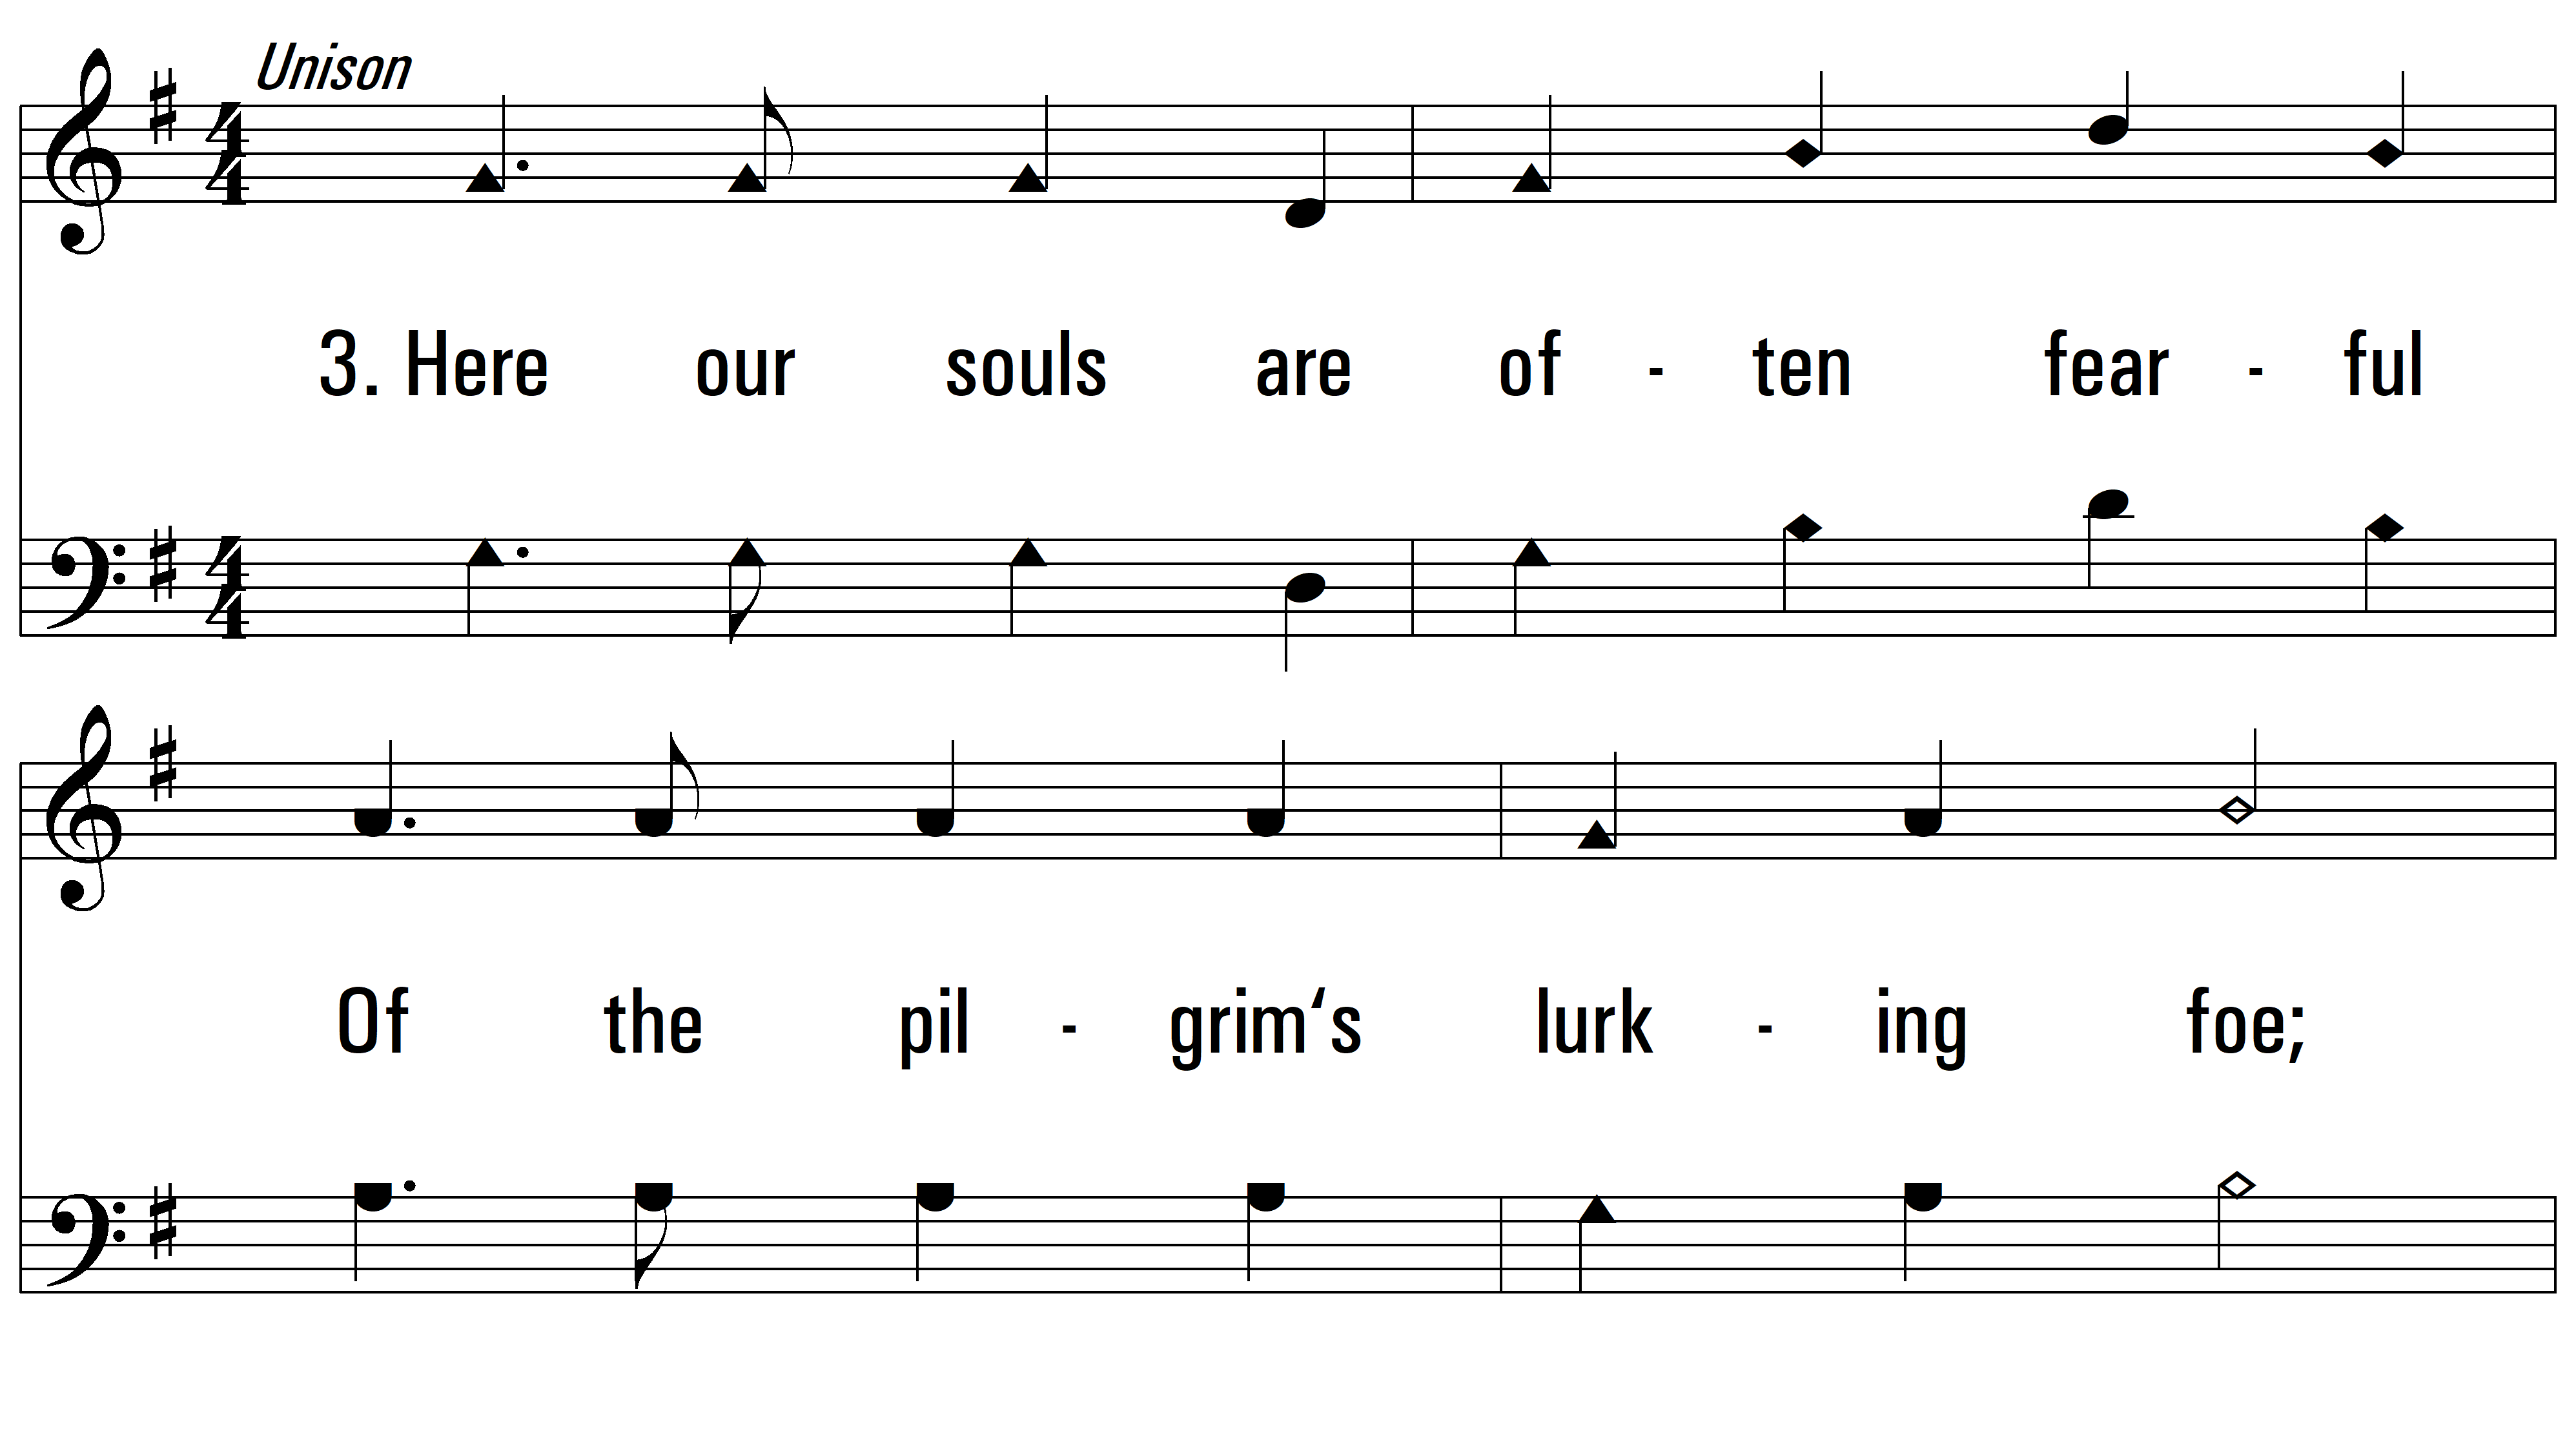 Unison
3. Here our souls are of - ten fear - ful
Of the pil - grim‘s lurk - ing foe;